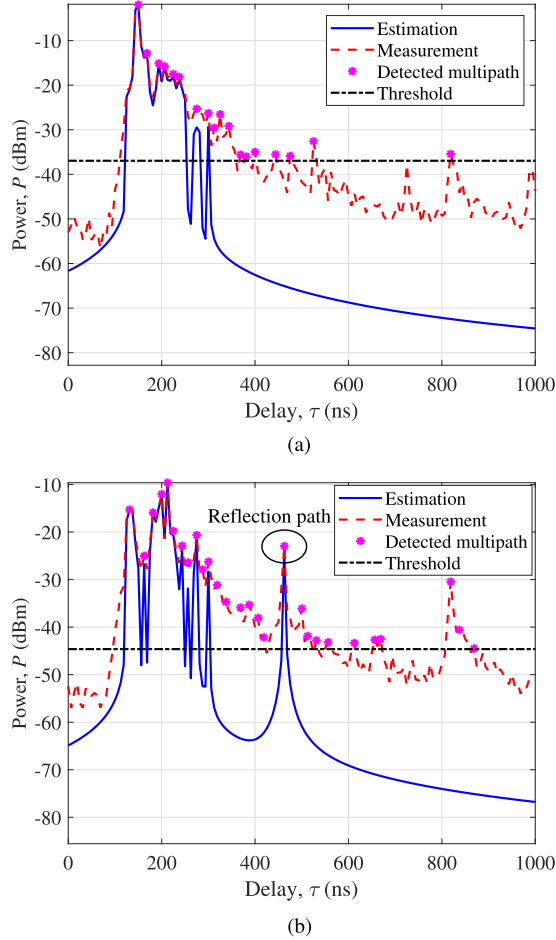 -10
-20
-30
-40
-50
-60
-70
-80
Power, P (dBm)
Estimation
Measurement
Detected multipath
Threshold
0 200 400 600 800 1000
Delay, τ (ns)
(a)
-10
-20
-30
-40
-50
-60
-70
-80
Power, P (dBm)
Reflection path
Estimation
Measurement
Detected multipath
Threshold
0 200 400 600 800 1000
Delay, τ (ns)
(b)